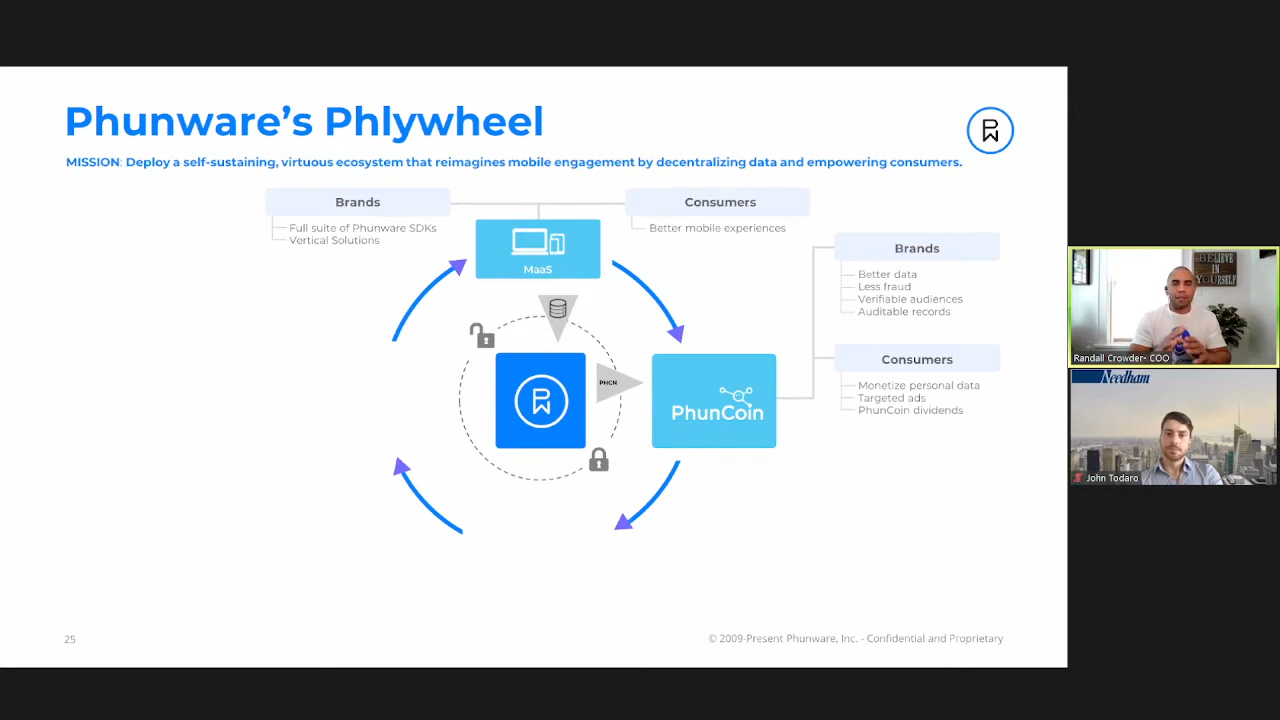 Phunware's Phlywheel
MISSION: Deploy a self-sustaining, virtuous ecosystem that reimagines mobile engagement by decentralizing data and empowering consumers.
Brands
Full suite of Phunware SDKs
Vertical Solutions
MaaS
Consumers
Better mobile experiences
Brands
Better data
Less fraud
Verifiable audiences
Auditable records
Consumers
Monetize personal data
Targeted ads
PhunCoin dividends
PHCN
PhunCoin
25
© 2009-Present Phunware, Inc. - Confidential and Proprietary
BELIEVE
IN
YOURSELF
Randall Crowder- COO
Needham
John Todaro